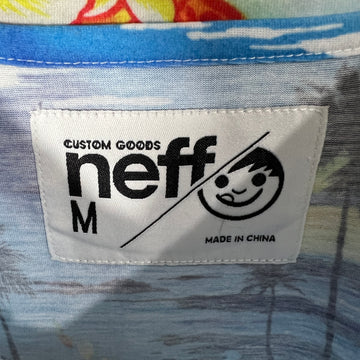 CUSTOM GOODS
neff
M
MADE IN CHINA